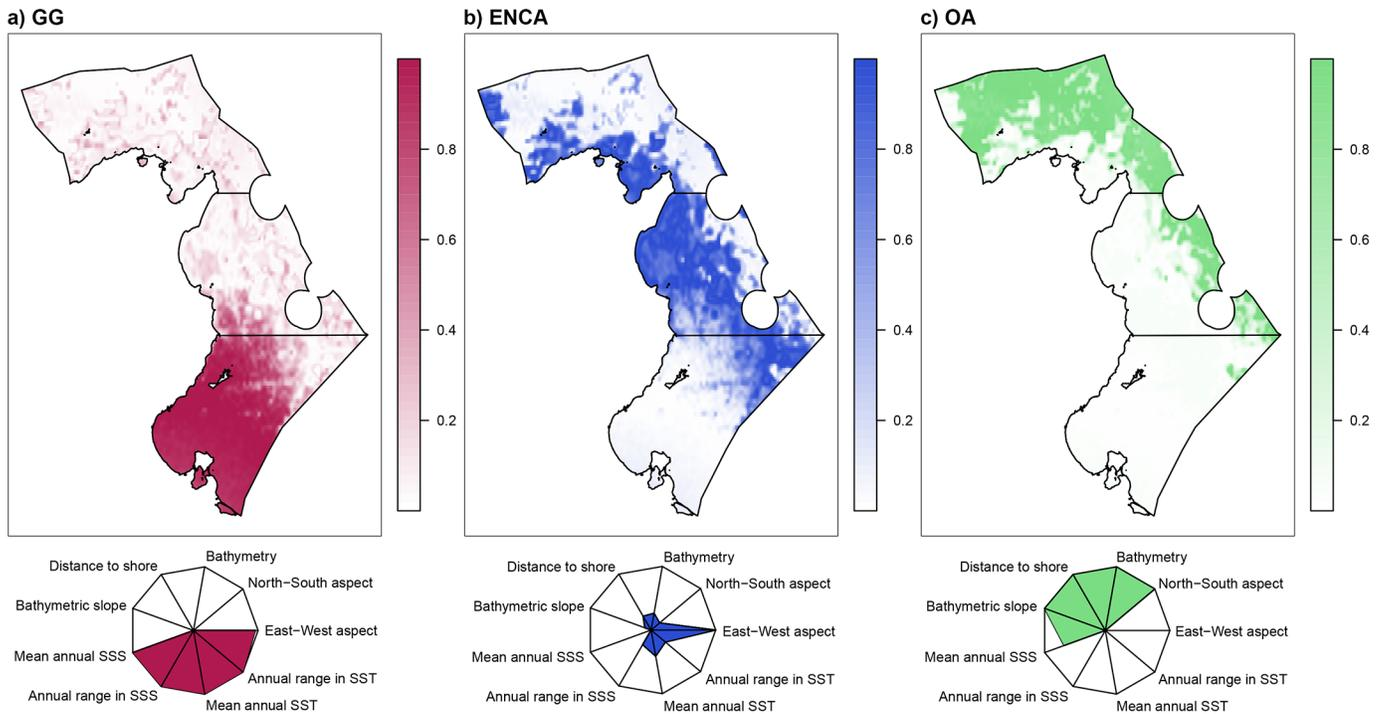 a) GG
b) ENCA
c) OA
0.8
0.6
0.4
0.2
0.8
0.6
0.4
0.2
0.8
0.6
0.4
0.2
Bathymetry
Distance to shore
North−South aspect
Bathymetric slope
East−West aspect
Mean annual SSS
Annual range in SST
Annual range in SSS
Mean annual SST
Bathymetry
Distance to shore
North−South aspect
Bathymetric slope
East−West aspect
Mean annual SSS
Annual range in SST
Annual range in SSS
Mean annual SST
Bathymetry
Distance to shore
North−South aspect
Bathymetric slope
East−West aspect
Mean annual SSS
Annual range in SST
Annual range in SSS
Mean annual SST